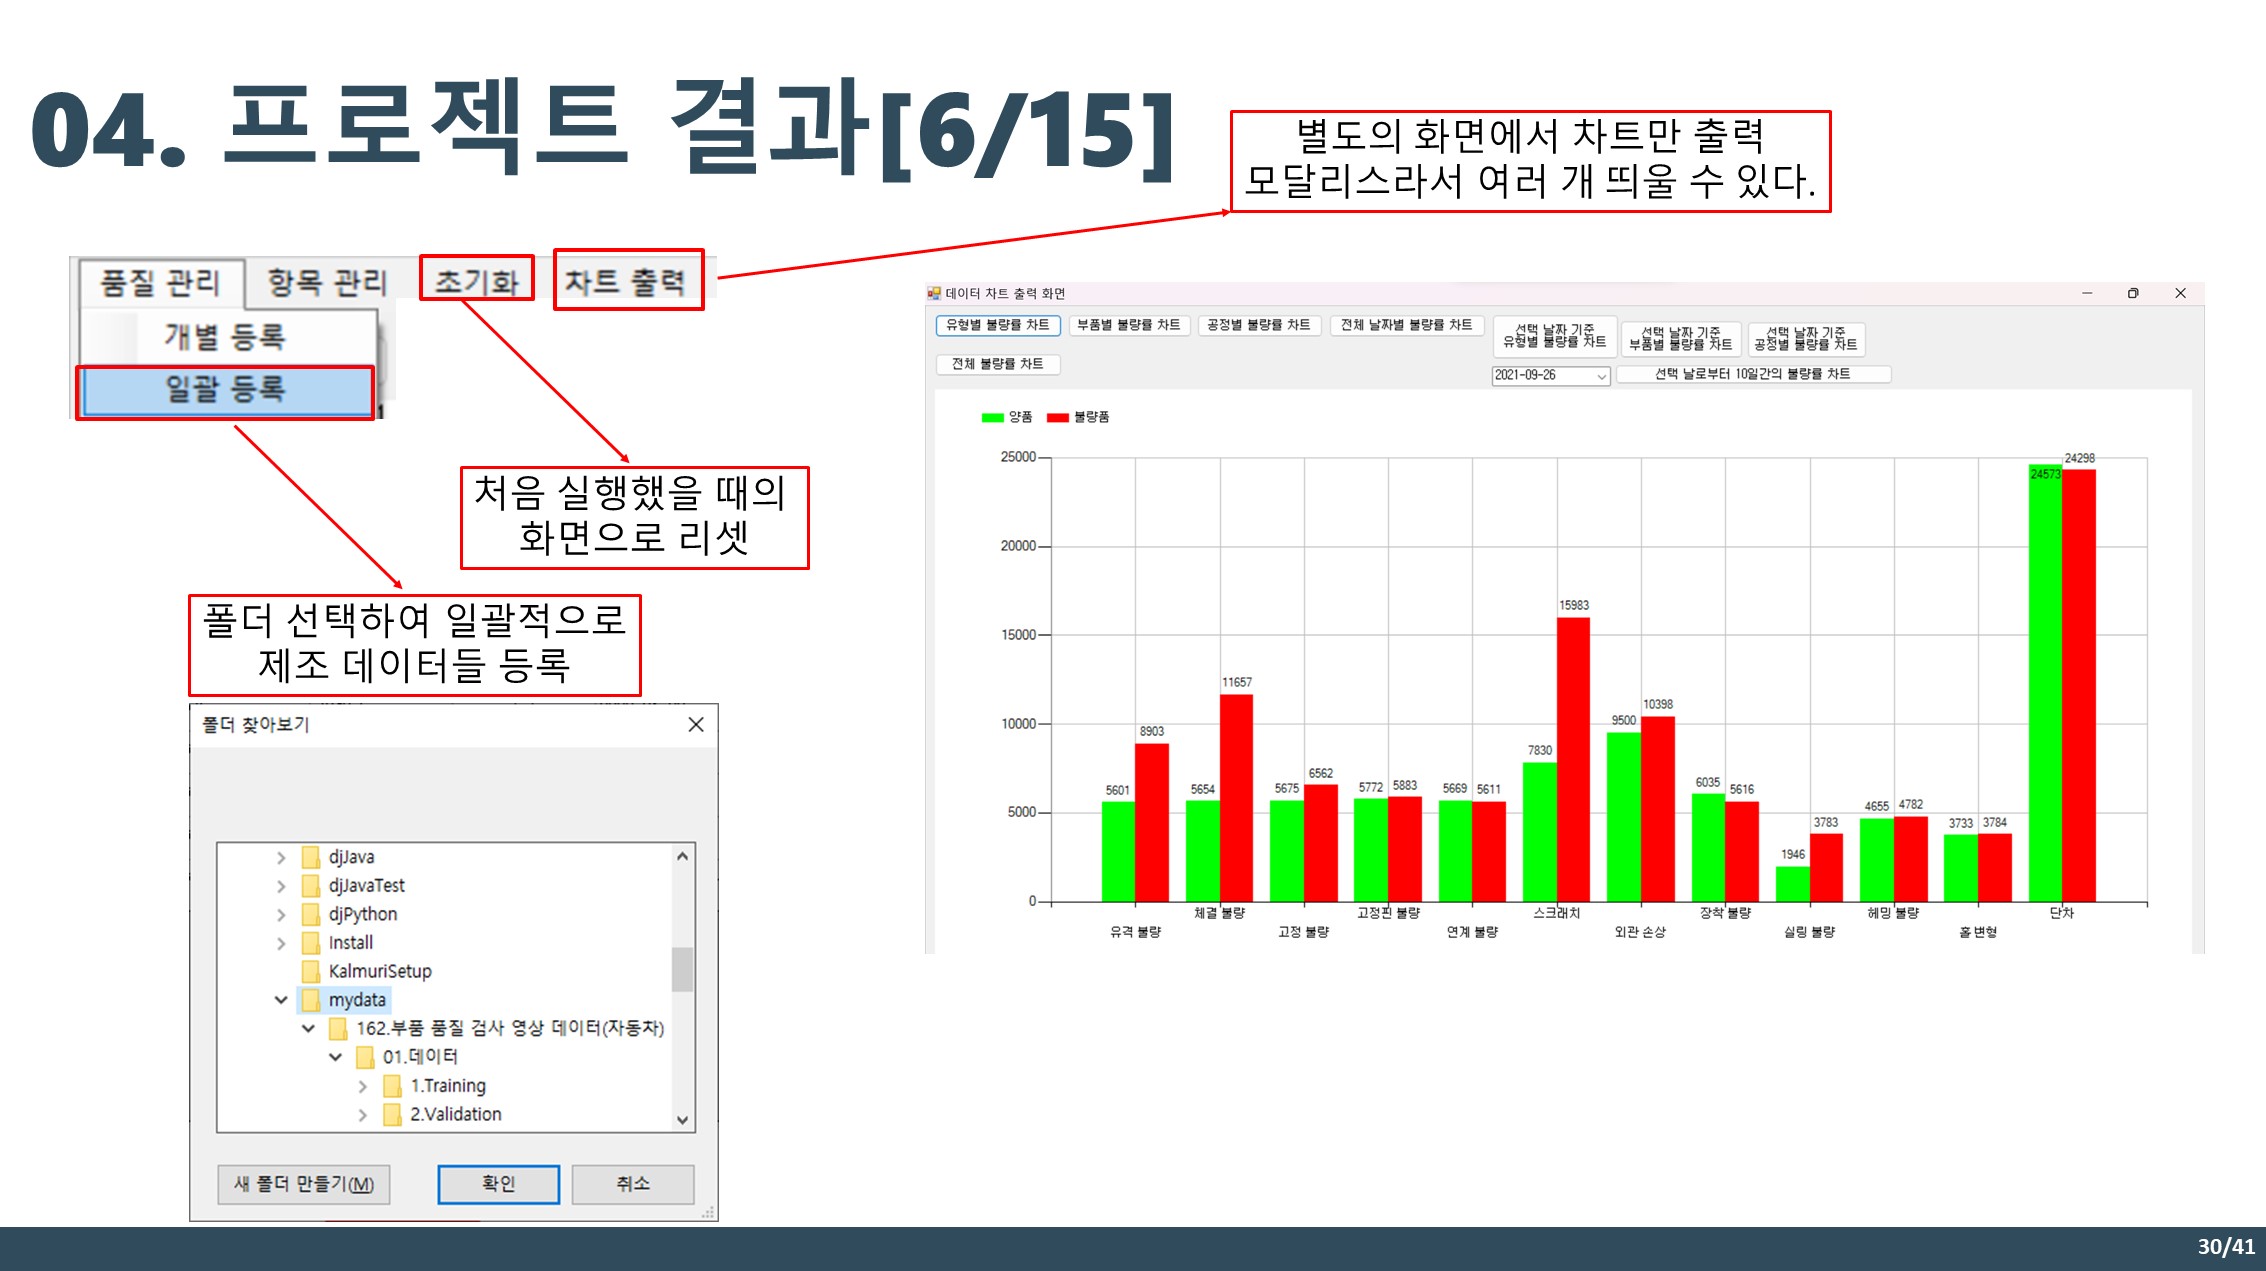 04. 프로젝트 결과[6/15]
별도의 화면에서 차트만 출력
모달리스라서 여러 개 띄울 수 있다.
품질 관리 항목 관리 초기화 차트 출력
개별 등록
일괄 등록
처음 실행했을 때의
화면으로 리셋
폴더 선택하여 일괄적으로
제조 데이터들 등록
폴더 찾아보기
djJava
djJavaTest
djPython
Install
KalmuriSetup
mydata
162.부품 품질 검사 영상 데이터(자동차)
01.데이터
1.Training
2.Validation
새 폴더 만들기(M) 확인 취소
데이터 차트 출력 화면
유형별 불량률 차트 부품별 불량률 차트 공정별 불량률 차트 전체 날짜별 불량률 차트
선택 날짜 기준
유형별 불량률 차트
선택 날짜 기준
부품별 불량률 차트
선택 날짜 기준
공정별 불량률 차트
전체 불량률 차트
2021-09-26
선택 날로부터 10일간의 불량률 차트
양품 불량품
25000
20000
15000
10000
5000
0
5601 8903
5654 11657
5675 6562
5772 5883
5669 5611
7830 15983
9500 10398
6035 5616
1946 3783
4655 4782
3733 3784
24573 24298
유격 불량
체결 불량
고정 불량
고정핀 불량
연계 불량
스크래치
외관 손상
장착 불량
실링 불량
헤밍 불량
홀 변형
단차
30/41